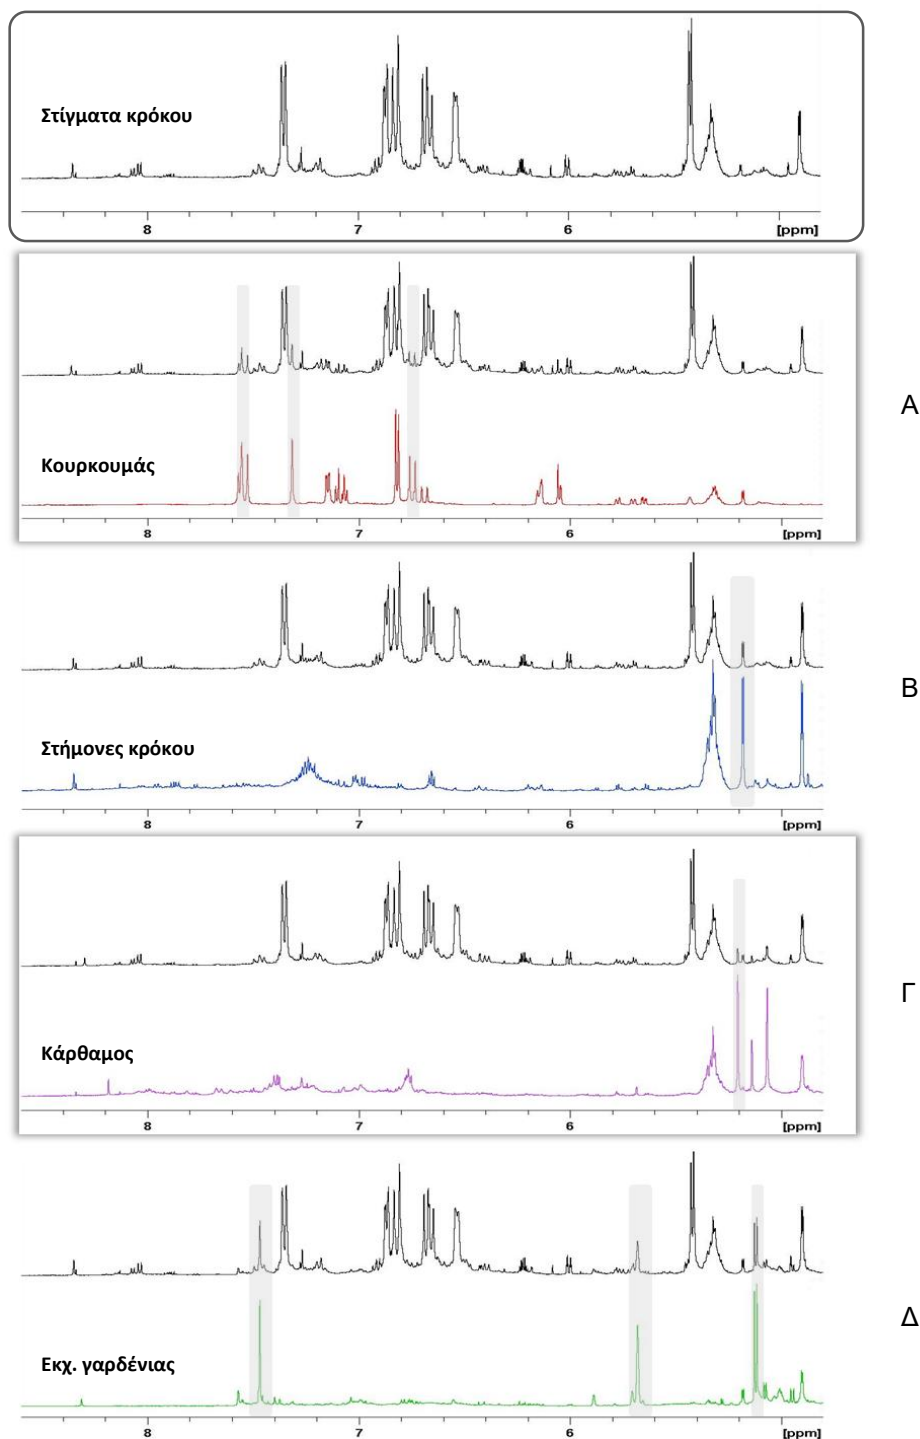 Στίγματα κρόκου
8 7 6 [ppm]
Α
Κουρκουμάς
8 7 6 [ppm]
Β
Στήμονες κρόκου
8 7 6 [ppm]
Γ
Κάρθαμος
8 7 6 [ppm]
Δ
Εκχ. γαρδένιας
8 7 6 [ppm]